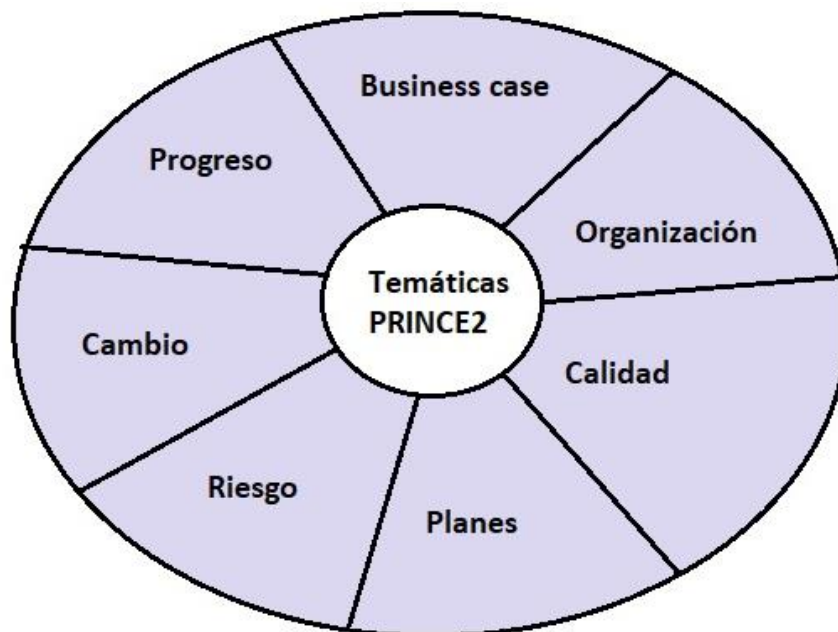 Business case
Organización
Calidad
Planes
Riesgo
Cambio
Progreso
Temáticas
PRINCE2